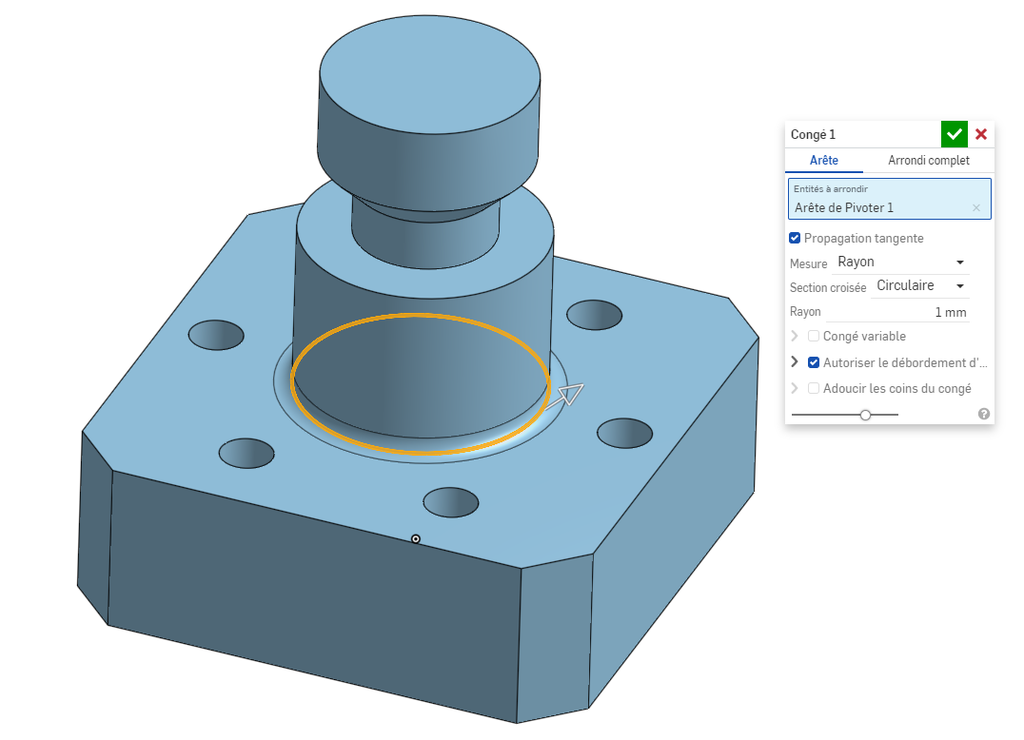 Congé 1
Arête
Arrondi complet
Entités à arrondir
Arête de Pivoter 1
Propagation tangente
Mesure Rayon
Section croisée Circulaire
Rayon 1 mm
Congé variable
Autoriser le débordement d'...
Adoucir les coins du congé